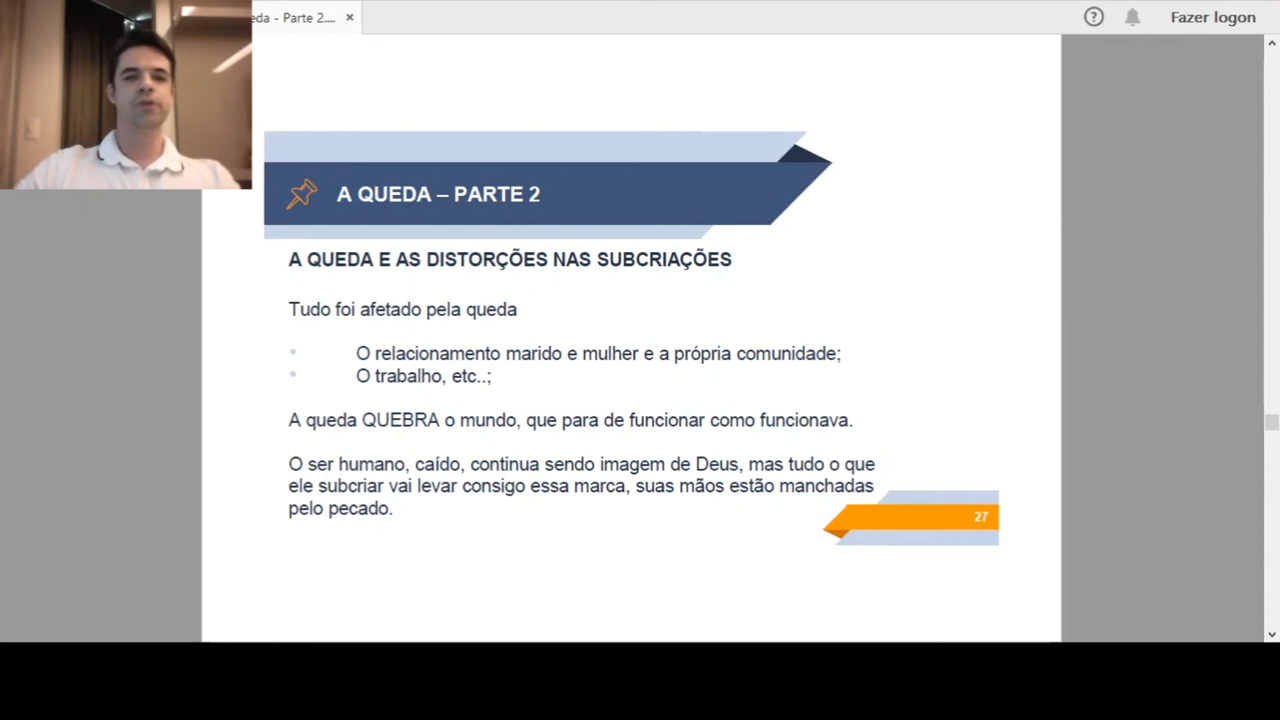 eda - Parte 2....
Fazer logon
A QUEDA – PARTE 2
A QUEDA E AS DISTORÇÕES NAS SUBCRIAÇÕES
Tudo foi afetado pela queda
• O relacionamento marido e mulher e a própria comunidade;
• O trabalho, etc..;
A queda QUEBRA o mundo, que para de funcionar como funcionava.
O ser humano, caído, continua sendo imagem de Deus, mas tudo o que
ele subcriar vai levar consigo essa marca, suas mãos estão manchadas
pelo pecado.
27